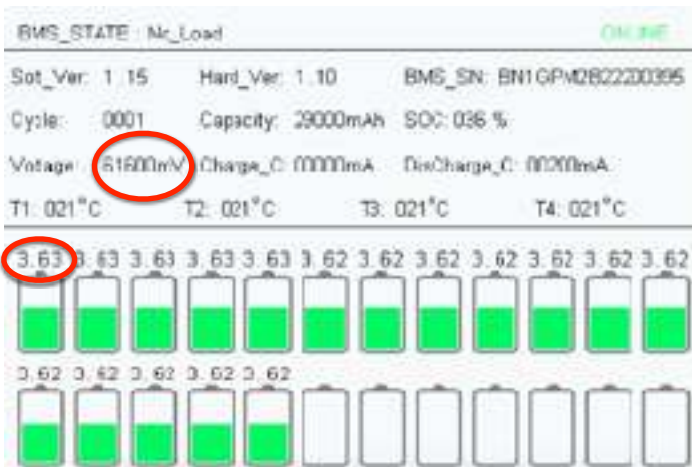 BMS_STATE : No_Load ONLINE
Sot_Ver: 1.15 Hard_Ver: 1.10 BMS_SN:
Cycle: 0001 Capacity: 29000mAh SOC: 036 %
Votage: 61600mV Charge_C: 00000mA DisCharge_C: 00200mA
T1: 021°C T2: 021°C T3: 021°C T4: 021°C
3.63 3.63 3.63 3.63 3.63 3.62 3.62 3.62 3.62 3.62 3.62 3.62
3.62 3.62 3.62 3.62 3.62